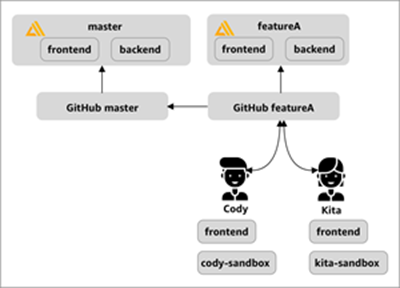 master
featureA
frontend
backend
frontend
backend
GitHub master
GitHub featureA
Cody
Kita
frontend
frontend
cody-sandbox
kita-sandbox